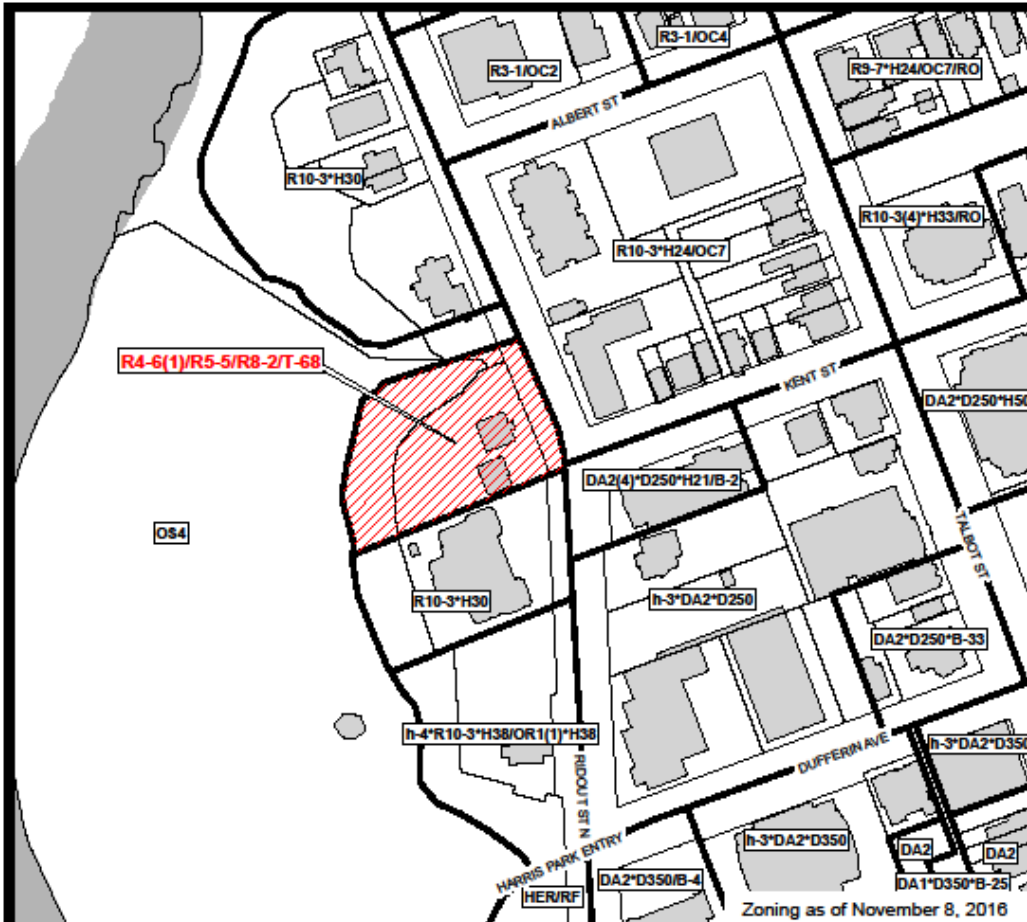 R3-1/OC4
R3-1/OC2
R9-7*H24/OC7/RO
ALBERT ST
R10-3*H30
R10-3(4)*H33/RO
R10-3*H24/OC7
R4-6(1)/R5-5/R8-2/T-68
KENT ST
DA2*D250*H50
DA2(4)*D250*H21/B-2
OS4
TALBOT ST
R10-3*H30
h-3*DA2*D250
DA2*D250*B-33
h-4*R10-3*H38/OR1(1)*H38
RIDOUT ST N
DUFFERIN AVE
h-3*DA2*D350
HARRIS PARK ENTRY
h-3*DA2*D350
DA2
DA2
DA2*D350/B-4
DA1*D350*B-25
HER/RF
Zoning as of November 8, 2016